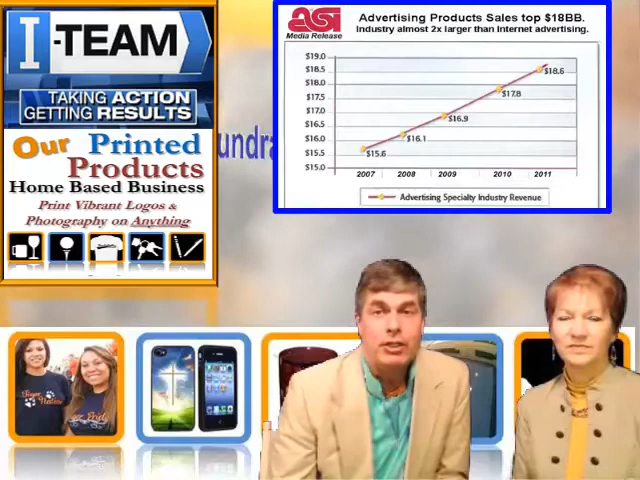 I-TEAM
TAKING ACTION
GETTING RESULTS
Our Printed
Products
Home Based Business
Print Vibrant Logos &
Photography on Anything
undra
ASI
Media Release
Advertising Products Sales top $18BB.
Industry almost 2x larger than Internet advertising.
$19.0
$18.5
$18.0
$17.5
$17.0
$16.5
$16.0
$15.5
$15.0
$15.6
$16.1
$16.9
$17.8
$18.6
2007 2008 2009 2010 2011
Advertising Specialty Industry Revenue